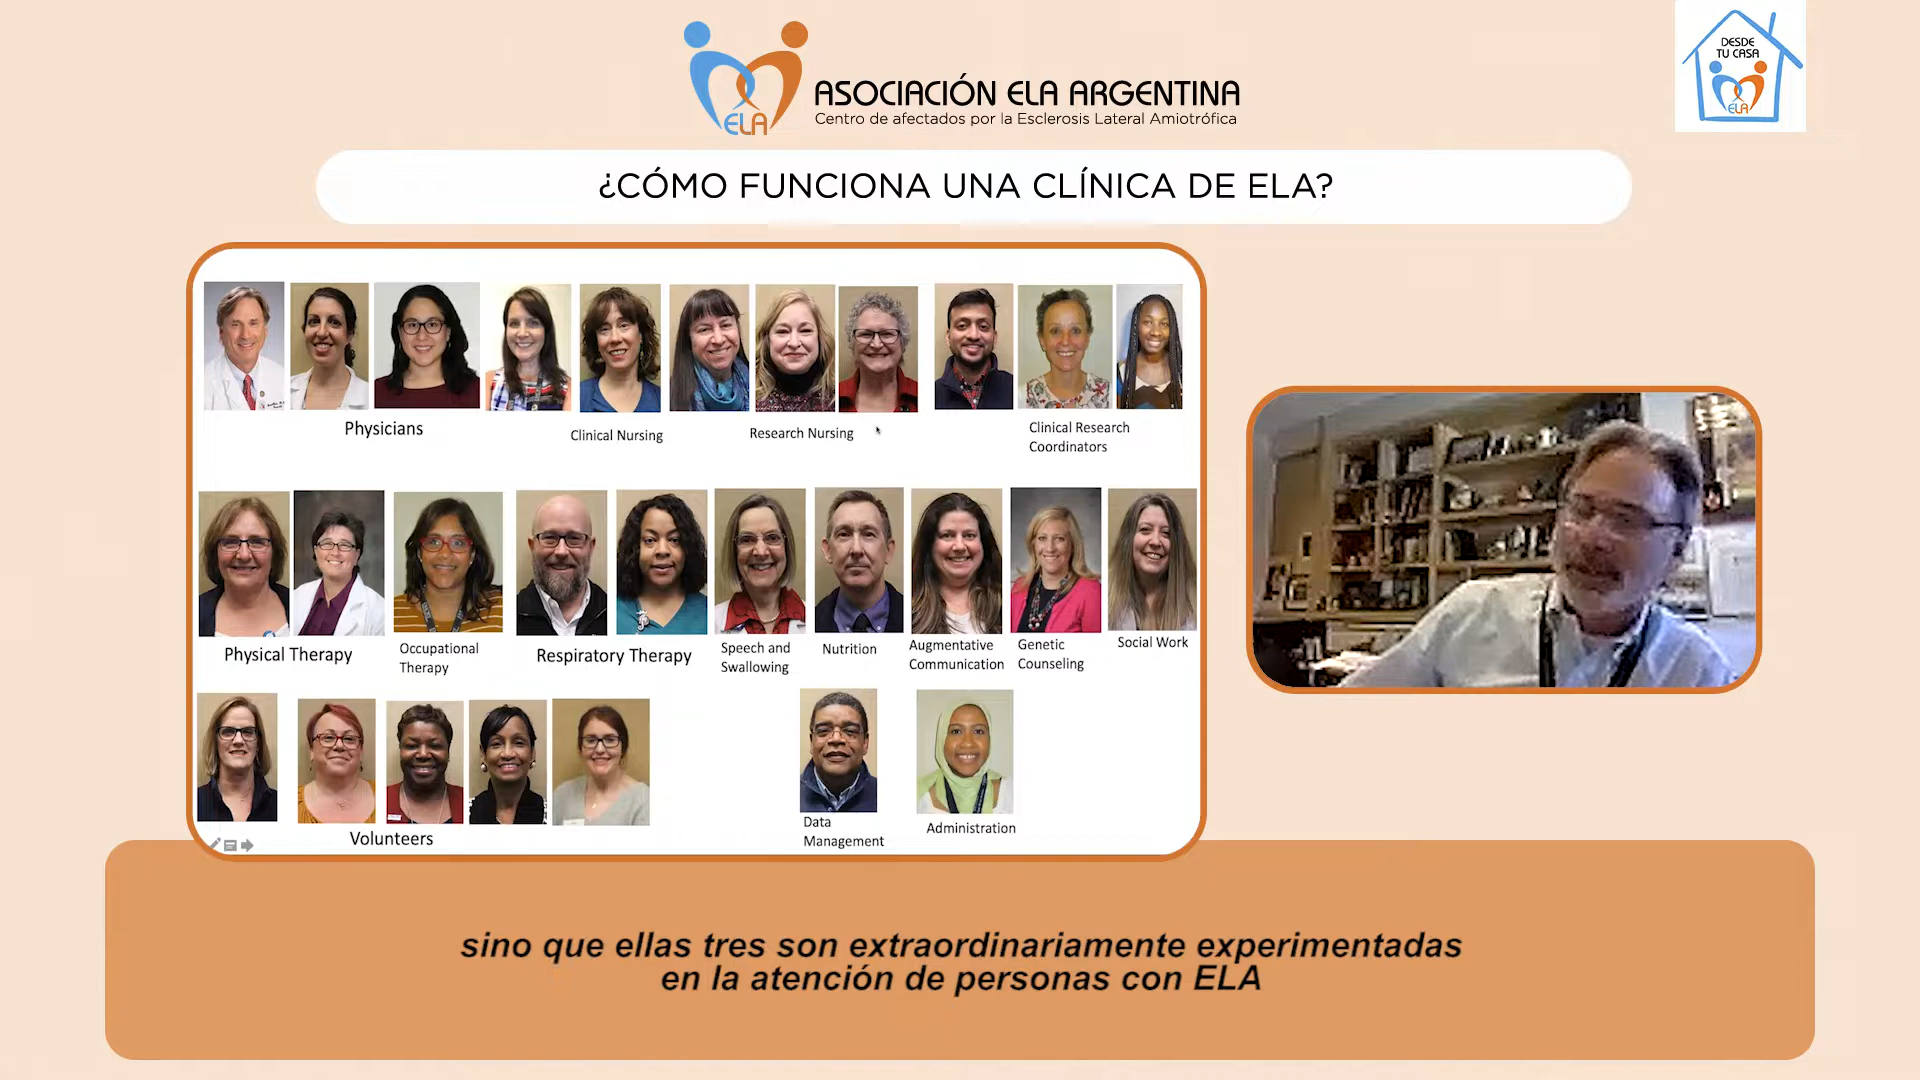 ELA
ASOCIACIÓN ELA ARGENTINA
Centro de afectados por la Esclerosis Lateral Amiotrófica
DESDE
TU CASA
ELA
¿CÓMO FUNCIONA UNA CLÍNICA DE ELA?
Physicians
Clinical Nursing
Research Nursing
Clinical Research
Coordinators
Physical Therapy
Occupational
Therapy
Respiratory Therapy
Speech and
Swallowing
Nutrition
Augmentative
Communication
Genetic
Counseling
Social Work
Volunteers
Data
Management
Administration
sino que ellas tres son extraordinariamente experimentadas
en la atención de personas con ELA